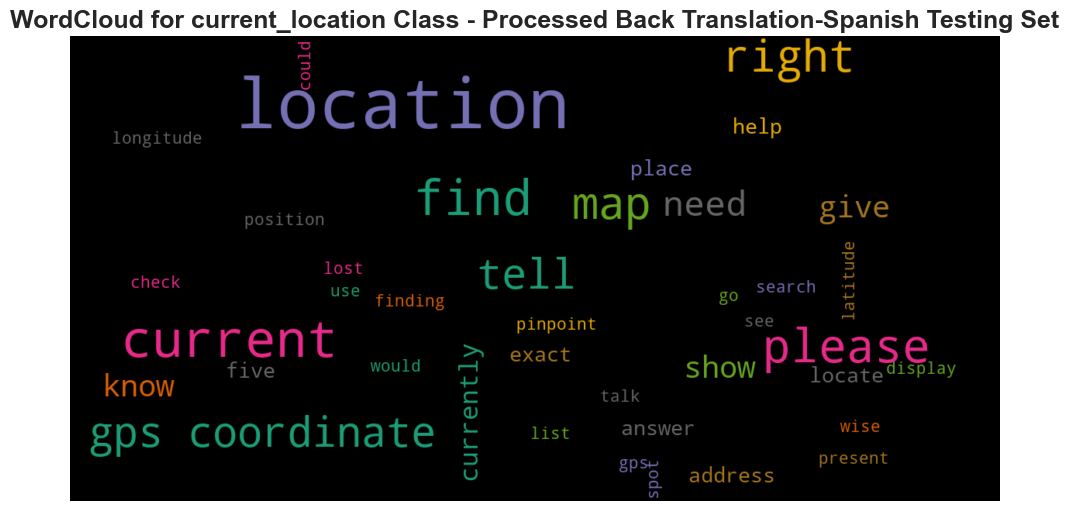 WordCloud for current_location Class - Processed Back Translation-Spanish Testing Set
could
right
location
help
longitude
place
find
map
need
give
position
tell
latitude
lost
check
use
finding
go
search
pinpoint
see
current
please
exact
currently
five
would
show
locate
display
know
talk
gps coordinate
list
answer
wise
gps
spot
address
present